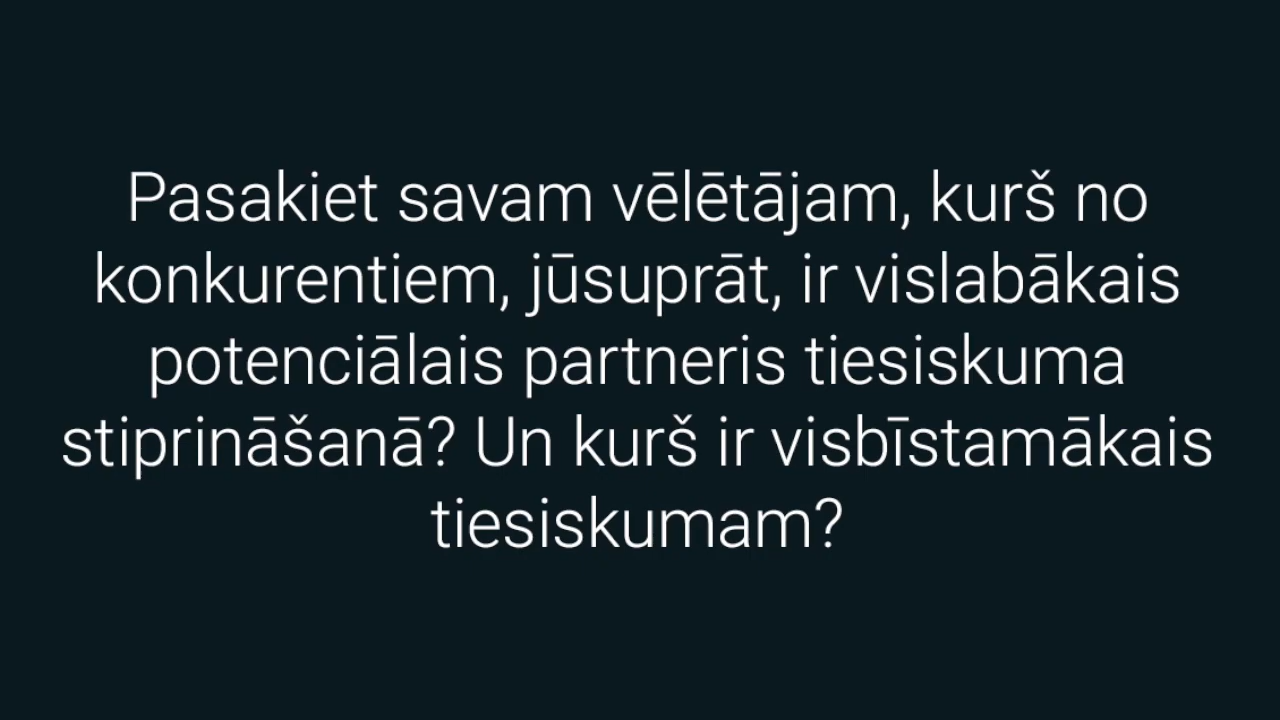 Pasakiet savam vēlētājam, kurš no
konkurentiem, jūsuprāt, ir vislabākais
potenciālais partneris tiesiskuma
stiprināšanā? Un kurš ir visbīstamākais
tiesiskumam?